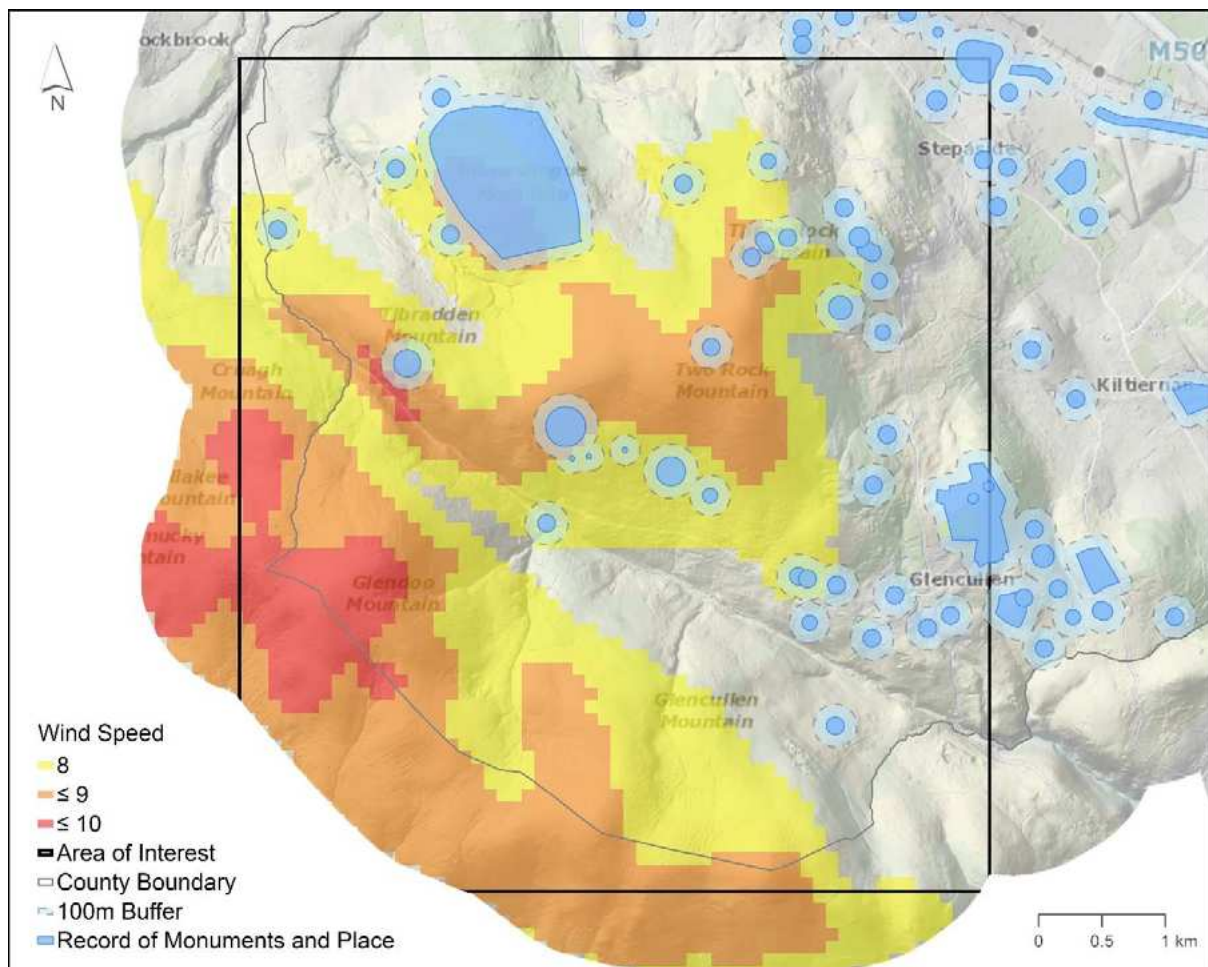 ockbrook
N
M50
Stepaside
Tibradden
Mountain
Cruagh
Mountain
Two Rock
Mountain
Kiltiernan
Glendoo
Mountain
Glencullen
Glencullen
Mountain
Wind Speed
8
≤ 9
≤ 10
Area of Interest
County Boundary
100m Buffer
Record of Monuments and Place
0 0.5 1 km